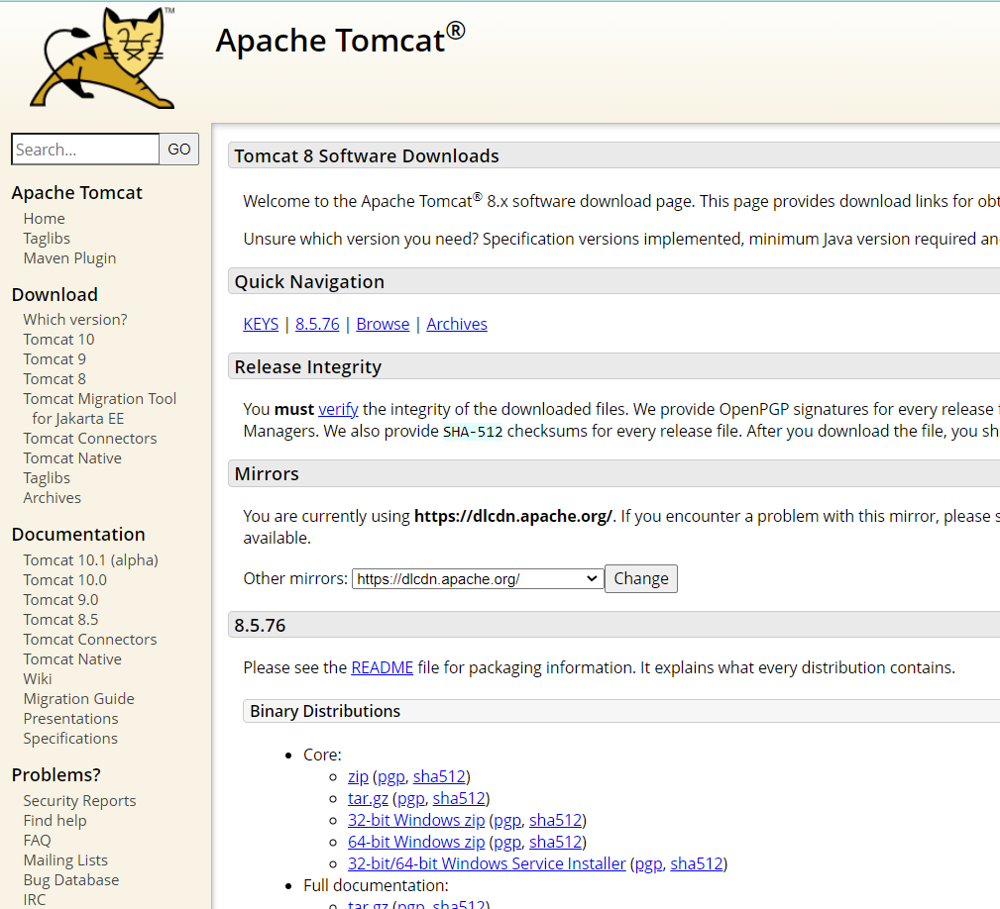 TM
Apache Tomcat®
GO
Search...
Apache Tomcat
Home
Taglibs
Maven Plugin
Download
Which version?
Tomcat 10
Tomcat 9
Tomcat 8
Tomcat Migration Tool
for Jakarta EE
Tomcat Connectors
Tomcat Native
Taglibs
Archives
Documentation
Tomcat 10.1 (alpha)
Tomcat 10.0
Tomcat 9.0
Tomcat 8.5
Tomcat Connectors
Tomcat Native
Wiki
Migration Guide
Presentations
Specifications
Problems?
Security Reports
Find help
FAQ
Mailing Lists
Bug Database
IRC
Tomcat 8 Software Downloads
Welcome to the Apache Tomcat® 8.x software download page. This page provides download links for obt
Unsure which version you need? Specification versions implemented, minimum Java version required an
Quick Navigation
KEYS | 8.5.76 | Browse | Archives
Release Integrity
You must verify the integrity of the downloaded files. We provide OpenPGP signatures for every release
Managers. We also provide SHA-512 checksums for every release file. After you download the file, you sh
Mirrors
You are currently using https://dlcdn.apache.org/. If you encounter a problem with this mirror, please s
available.
Other mirrors: https://dlcdn.apache.org/ Change
8.5.76
Please see the README file for packaging information. It explains what every distribution contains.
Binary Distributions
• Core:
◦ zip (pgp, sha512)
◦ tar.gz (pgp, sha512)
◦ 32-bit Windows zip (pgp, sha512)
◦ 64-bit Windows zip (pgp, sha512)
◦ 32-bit/64-bit Windows Service Installer (pgp, sha512)
• Full documentation:
◦ tar.gz (pgp, sha512)